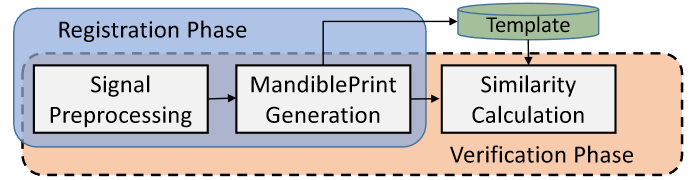 Registration Phase
Template
Signal
Preprocessing
MandiblePrint
Generation
Similarity
Calculation
Verification Phase